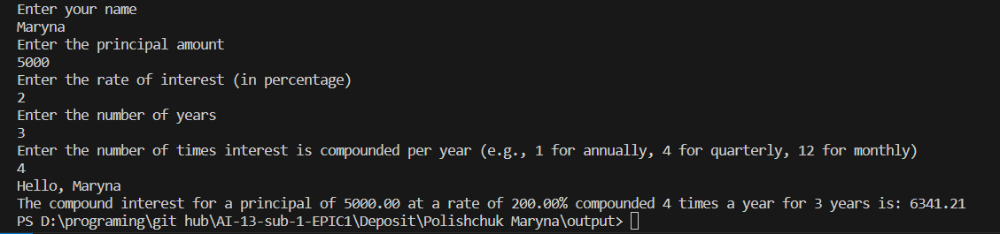 Enter your name
Maryna
Enter the principal amount
5000
Enter the rate of interest (in percentage)
2
Enter the number of years
3
Enter the number of times interest is compounded per year (e.g., 1 for annually, 4 for quarterly, 12 for monthly)
4
Hello, Maryna
The compound interest for a principal of 5000.00 at a rate of 200.00% compounded 4 times a year for 3 years is: 6341.21
PS D:\programing\git hub\AI-13-sub-1-EPIC1\Deposit\Polishchuk Maryna\output>